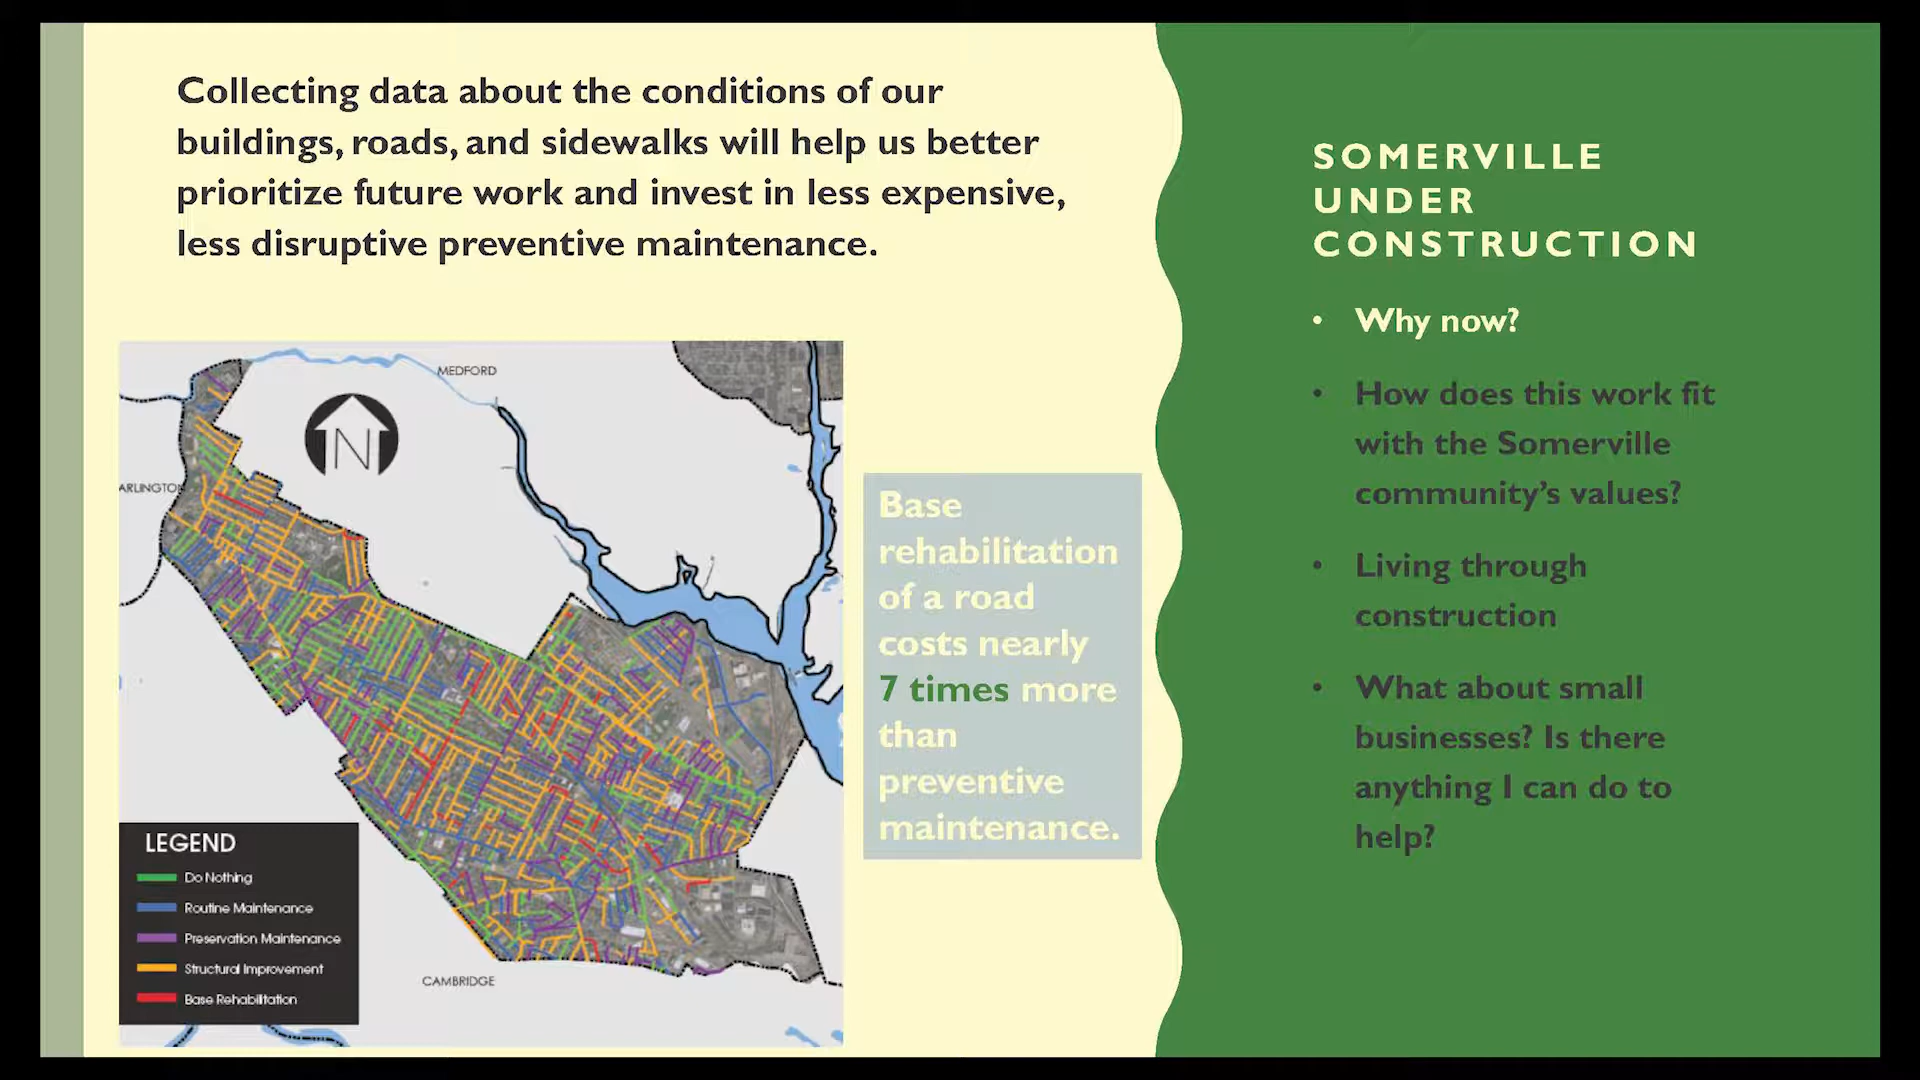 Collecting data about the conditions of our
buildings, roads, and sidewalks will help us better
prioritize future work and invest in less expensive,
less disruptive preventive maintenance.
MEDFORD
N
ARLINGTON
CAMBRIDGE
LEGEND
Do Nothing
Routine Maintenance
Preservation Maintenance
Structural Improvement
Base Rehabilitation
Base
rehabilitation
of a road
costs nearly
7 times more
than
preventive
maintenance.
SOMERVILLE
UNDER
CONSTRUCTION
• Why now?
• How does this work fit
with the Somerville
community's values?
• Living through
construction
• What about small
businesses? Is there
anything I can do to
help?